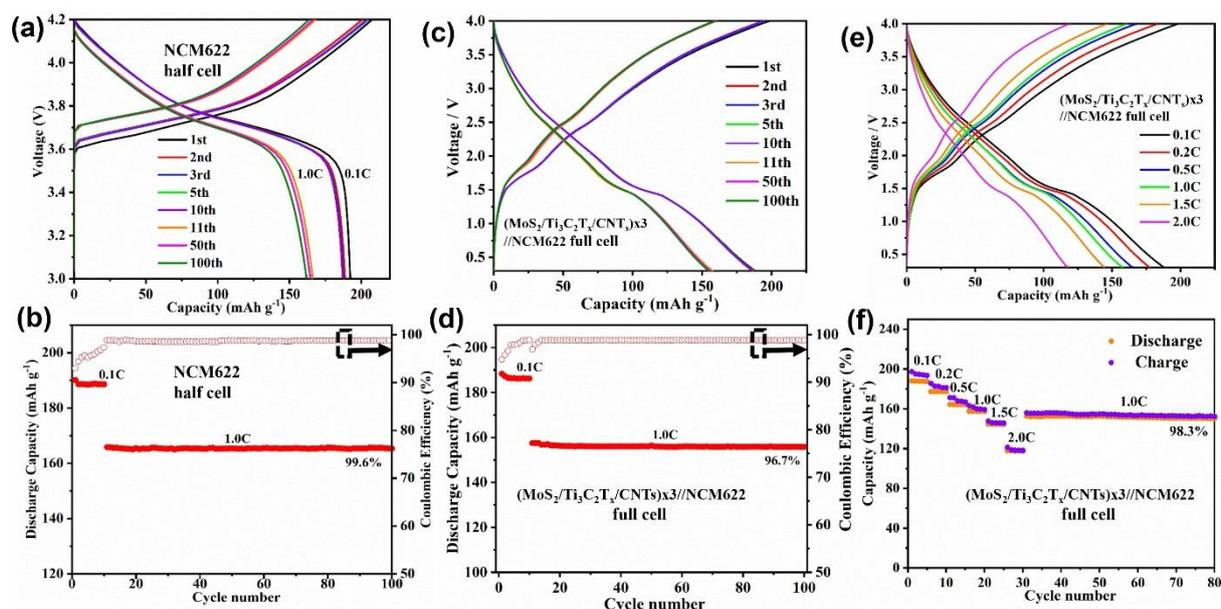 (a)
4.2
3.9
3.6
3.3
3.0
Voltage (V)
NCM622
half cell
1st
2nd
3rd
5th
10th
11th
50th
100th
1.0C
0.1C
0 50 100 150 200
Capacity (mAh g⁻¹)
(c)
4.0
3.5
3.0
2.5
2.0
1.5
1.0
0.5
Voltage / V
1st
2nd
3rd
5th
10th
11th
50th
100th
(MoS₂/Ti₃C₂Tₓ/CNTₛ)x3
//NCM622 full cell
0 50 100 150 200
Capacity (mAh g⁻¹)
(e)
4.0
3.5
3.0
2.5
2.0
1.5
1.0
0.5
Voltage / V
(MoS₂/Ti₃C₂Tₓ/CNTₛ)x3
//NCM622 full cell
0.1C
0.2C
0.5C
1.0C
1.5C
2.0C
0 50 100 150 200
Capacity (mAh g⁻¹)
(b)
200
180
160
140
120
Discharge Capacity (mAh g⁻¹)
NCM622
half cell
0.1C
1.0C
99.6%
100
90
80
70
60
50
Coulombic Efficiency (%)
0 20 40 60 80 100
Cycle number
(d)
200
180
160
140
120
100
Discharge Capacity (mAh g⁻¹)
0.1C
1.0C
96.7%
(MoS₂/Ti₃C₂Tₓ/CNTs)x3//NCM622
full cell
100
90
80
70
60
50
Coulombic Efficiency (%)
0 20 40 60 80 100
Cycle number
(f)
240
200
160
120
80
40
0
Capacity (mAh g⁻¹)
Discharge
Charge
0.1C
0.2C
0.5C
1.0C
1.5C
2.0C
1.0C
98.3%
(MoS₂/Ti₃C₂Tₓ/CNTs)x3//NCM622
full cell
0 10 20 30 40 50 60 70 80
Cycle number